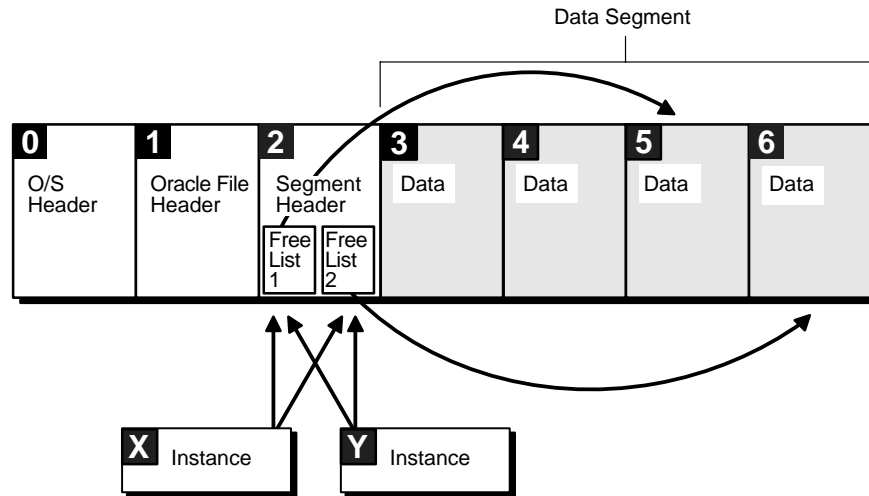 Data Segment
0
O/S
Header
1
Oracle File
Header
2
Segment
Header
Free
List
1
Free
List
2
3
Data
4
Data
5
Data
6
Data
X
Instance
Y
Instance